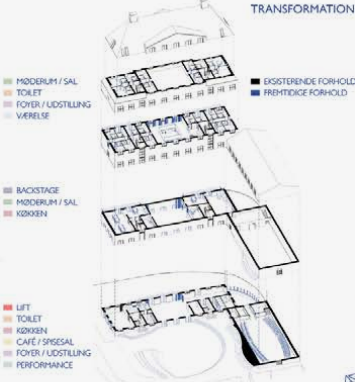 TRANSFORMATION
MØDERUM / SAL
TOILET
FOYER / UDSTILLING
VÆRELSE
EKSISTERENDE FORHOLD
FREMTIDIGE FORHOLD
BACKSTAGE
MØDERUM / SAL
KØKKEN
LIFT
TOILET
KØKKEN
CAFÉ / SPISESAL
FOYER / UDSTILLING
PERFORMANCE